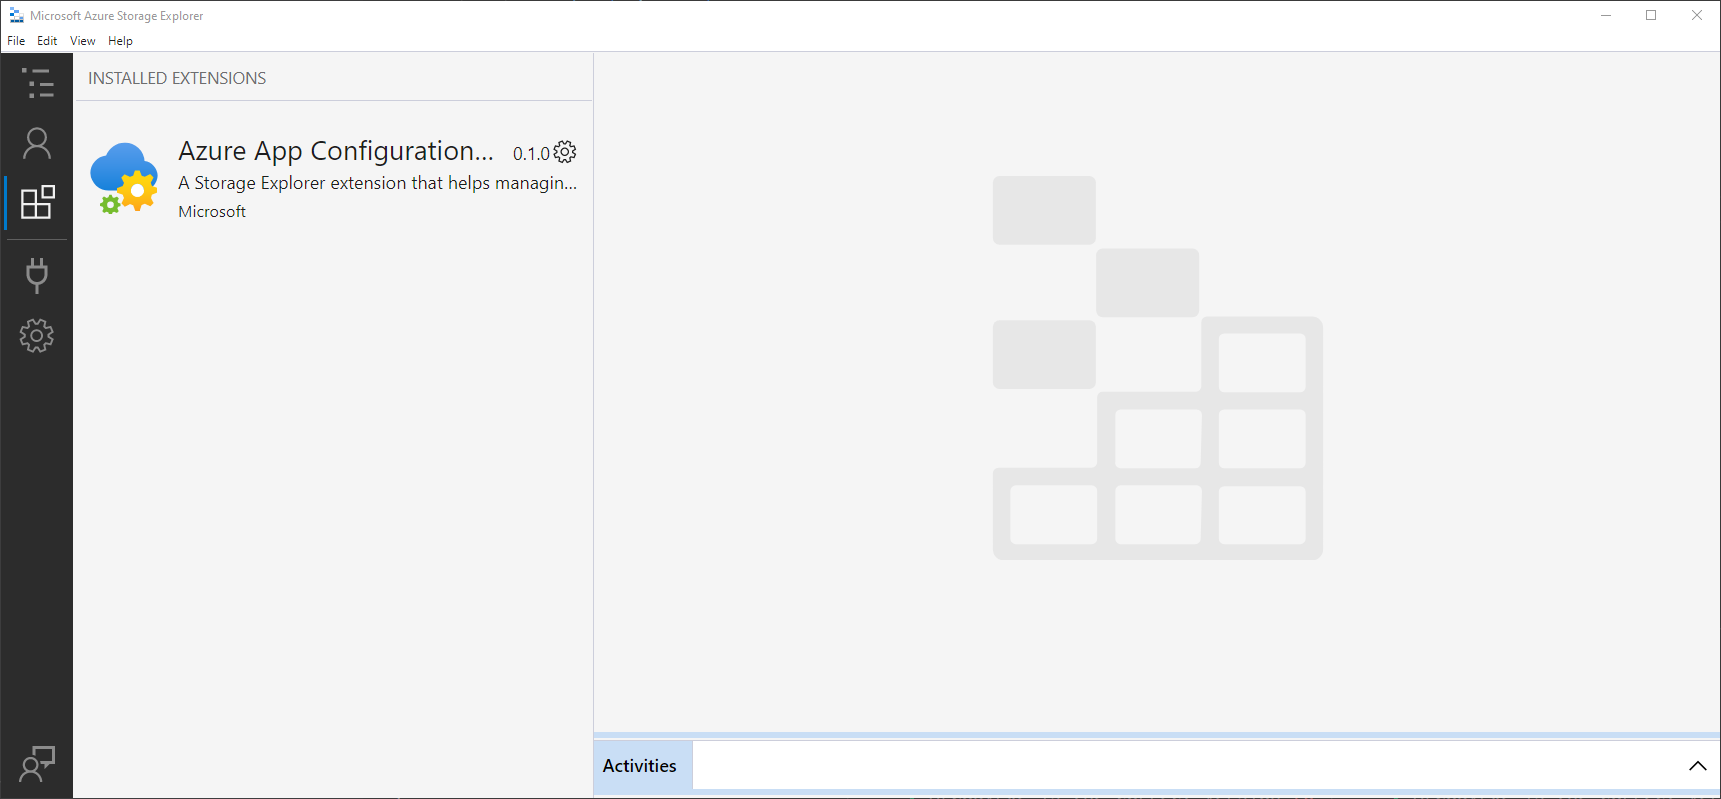 Microsoft Azure Storage Explorer
File Edit View Help
INSTALLED EXTENSIONS
Azure App Configuration... 0.1.0
A Storage Explorer extension that helps managin...
Microsoft
Activities